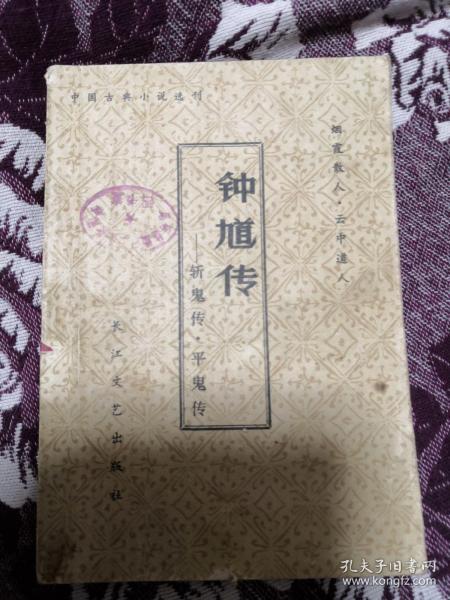 中国古典小说选刊
烟霞散人·云中道人
钟馗传
——斩鬼传·平鬼传
长江文艺出版社
孔夫子旧书网
www.kongfz.com